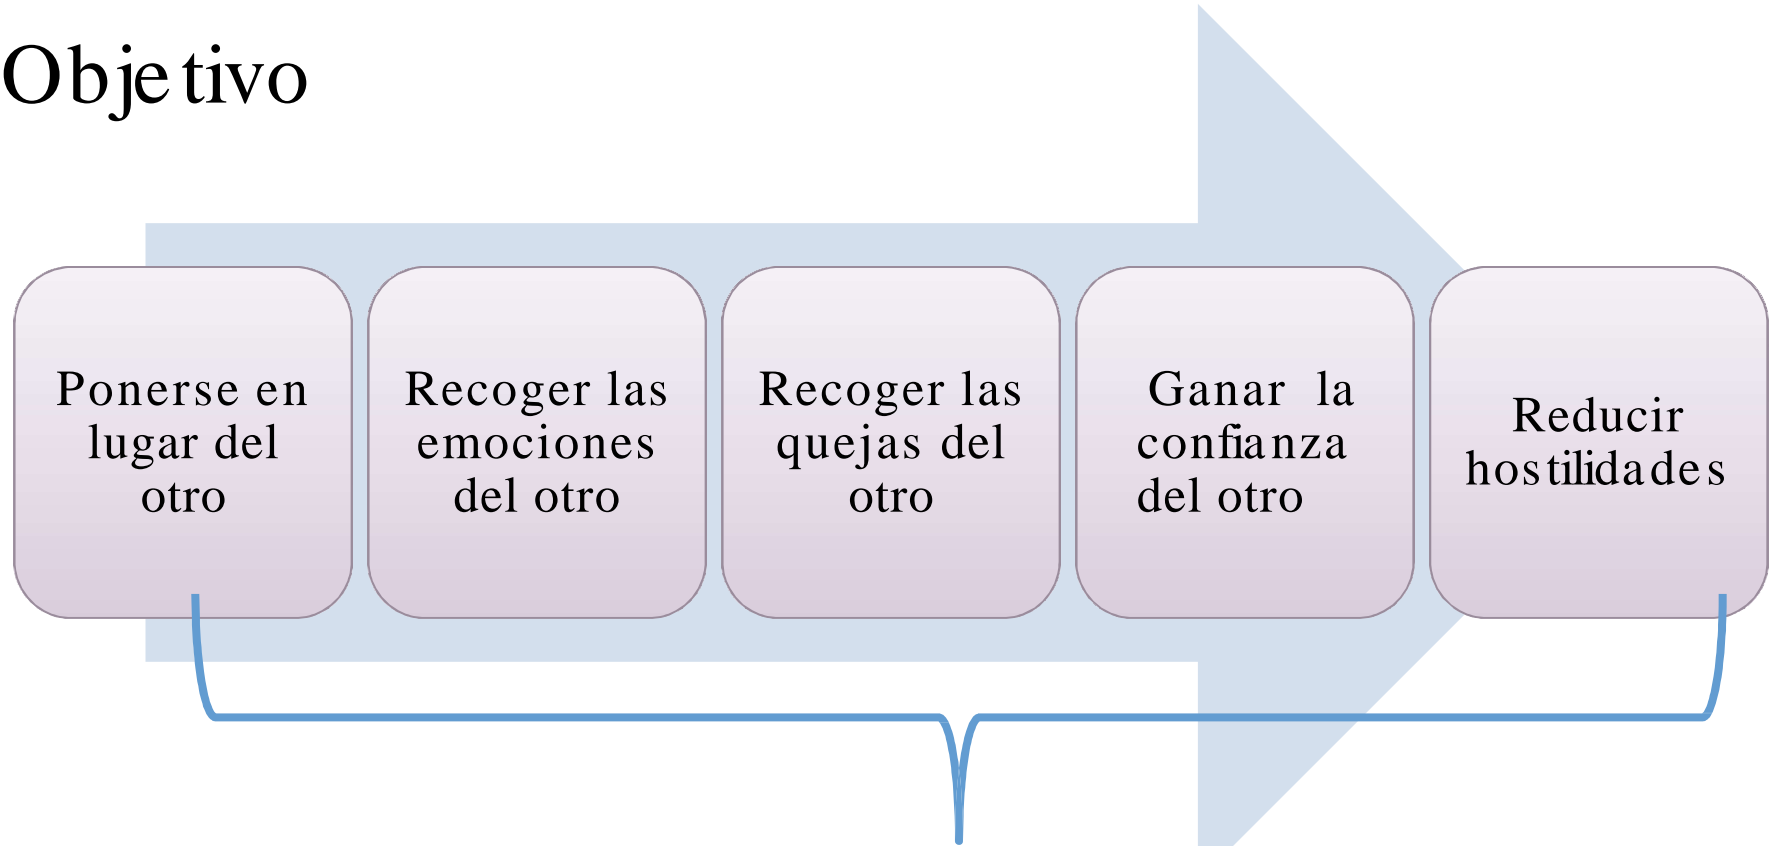 Objetivo
Ponerse en
lugar del
otro
Recoger las
emociones
del otro
Recoger las
quejas del
otro
Ganar la
confianza
del otro
Reducir
hostilidades